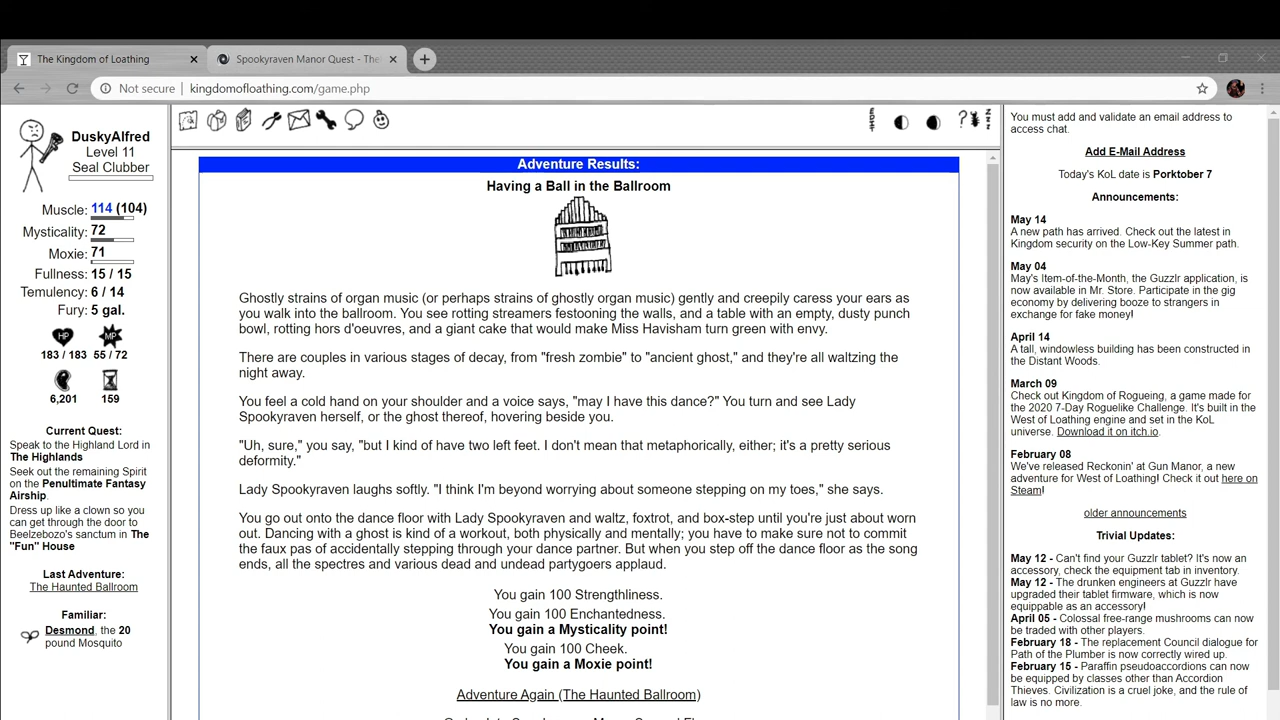 The Kingdom of Loathing
Spookyraven Manor Quest - The
Not secure
kingdomofloathing.com/game.php
DuskyAlfred
Level 11
Seal Clubber
Muscle: 114 (104)
Mysticality: 72
Moxie: 71
Fullness: 15 / 15
Temulency: 6 / 14
Fury: 5 gal.
HP
MP
183 / 183
55 / 72
6,201
159
Current Quest:
Speak to the Highland Lord in
The Highlands
Seek out the remaining Spirit
on the Penultimate Fantasy
Airship.
Dress up like a clown so you
can get through the door to
Beelzebozo's sanctum in The
"Fun" House
Last Adventure:
The Haunted Ballroom
Familiar:
Desmond, the 20
pound Mosquito
EDIT
?
Z Z Z
Adventure Results:
Having a Ball in the Ballroom
Ghostly strains of organ music (or perhaps strains of ghostly organ music) gently and creepily caress your ears as
you walk into the ballroom. You see rotting streamers festooning the walls, and a table with an empty, dusty punch
bowl, rotting hors d'oeuvres, and a giant cake that would make Miss Havisham turn green with envy.
There are couples in various stages of decay, from "fresh zombie" to "ancient ghost," and they're all waltzing the
night away.
You feel a cold hand on your shoulder and a voice says, "may I have this dance?" You turn and see Lady
Spookyraven herself, or the ghost thereof, hovering beside you.
"Uh, sure," you say, "but I kind of have two left feet. I don't mean that metaphorically, either; it's a pretty serious
deformity."
Lady Spookyraven laughs softly. "I think I'm beyond worrying about someone stepping on my toes," she says.
You go out onto the dance floor with Lady Spookyraven and waltz, foxtrot, and box-step until you're just about worn
out. Dancing with a ghost is kind of a workout, both physically and mentally; you have to make sure not to commit
the faux pas of accidentally stepping through your dance partner. But when you step off the dance floor as the song
ends, all the spectres and various dead and undead partygoers applaud.
You gain 100 Strengthliness.
You gain 100 Enchantedness.
You gain a Mysticality point!
You gain 100 Cheek.
You gain a Moxie point!
Adventure Again (The Haunted Ballroom)
You must add and validate an email address to
access chat.
Add E-Mail Address
Today's KoL date is Porktober 7
Announcements:
May 14
A new path has arrived. Check out the latest in
Kingdom security on the Low-Key Summer path.
May 04
May's Item-of-the-Month, the Guzzlr application, is
now available in Mr. Store. Participate in the gig
economy by delivering booze to strangers in
exchange for fake money!
April 14
A tall, windowless building has been constructed in
the Distant Woods.
March 09
Check out Kingdom of Rogueing, a game made for
the 2020 7-Day Roguelike Challenge. It's built in the
West of Loathing engine and set in the KoL
universe. Download it on itch.io.
February 08
We've released Reckonin' at Gun Manor, a new
adventure for West of Loathing! Check it out here on
Steam!
older announcements
Trivial Updates:
May 12 - Can't find your Guzzlr tablet? It's now an
accessory, check the equipment tab in inventory.
May 12 - The drunken engineers at Guzzlr have
upgraded their tablet firmware, which is now
equippable as an accessory!
April 05 - Colossal free-range mushrooms can now
be traded with other players.
February 18 - The replacement Council dialogue for
Path of the Plumber is now correctly wired up.
February 15 - Paraffin pseudoaccordions can now
be equipped by classes other than Accordion
Thieves. Civilization is a cruel joke, and the rule of
law is no more.